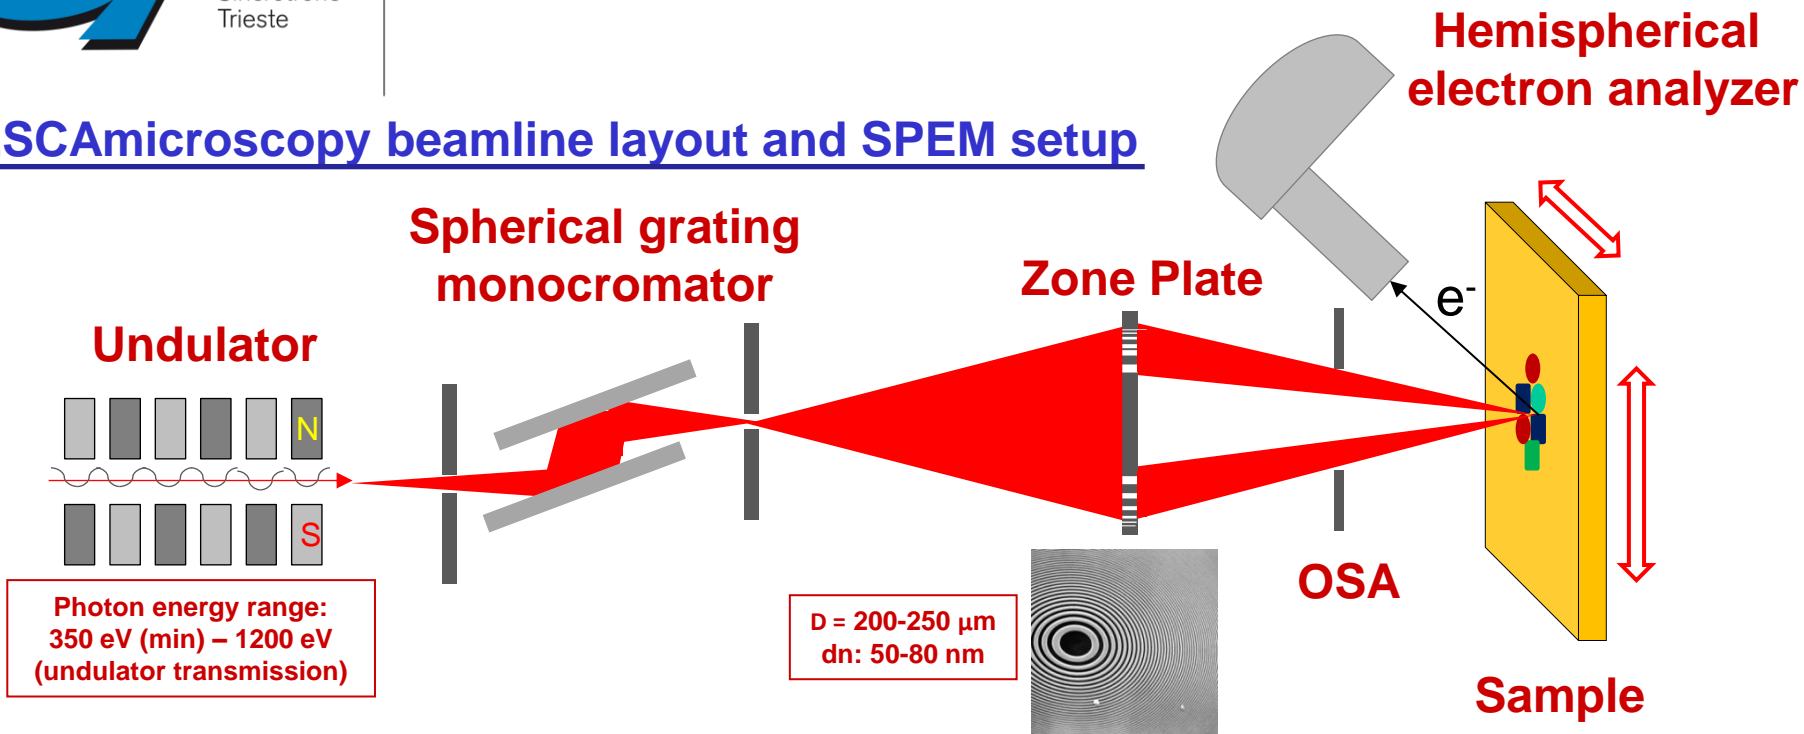 Trieste
Hemispherical
electron analyzer
SCAmicroscopy beamline layout and SPEM setup
Spherical grating
monocromator
Zone Plate
e-
Undulator
N
S
OSA
Photon energy range:
350 eV (min) – 1200 eV
(undulator transmission)
D = 200-250 µm
dn: 50-80 nm
Sample